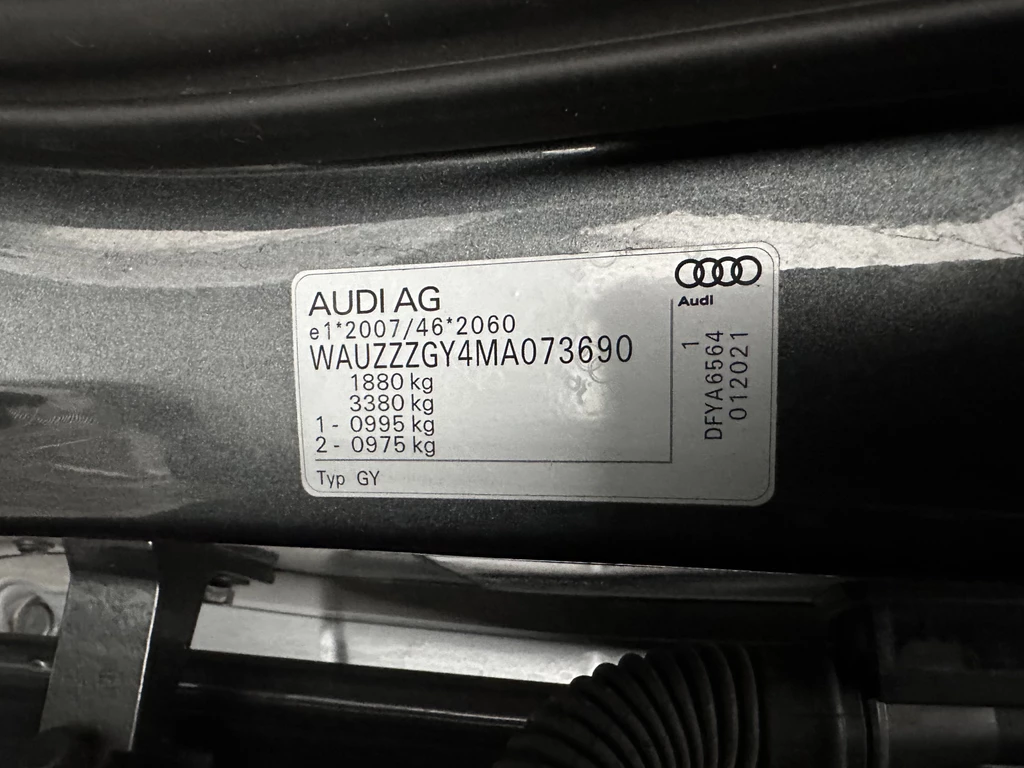 AUDI AG
e1*2007/46*2060
WAUZZZGY4MA073690
1880 kg
3380 kg
1 - 0995 kg
2 - 0975 kg
Typ GY
Audi
1
DFYA6564
012021